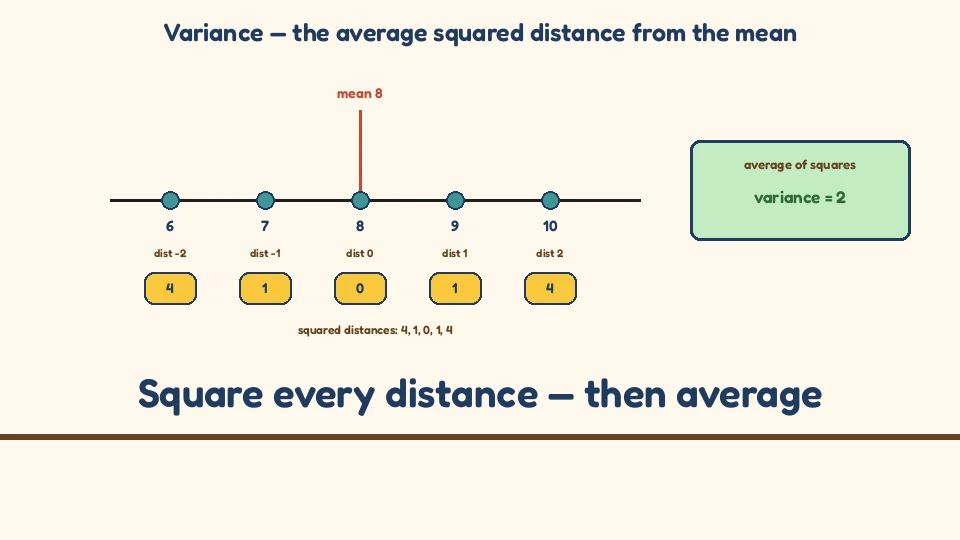 Variance — the average squared distance from the mean
mean 8
average of squares
variance = 2
6 7 8 9 10
dist -2 dist -1 dist 0 dist 1 dist 2
4 1 0 1 4
squared distances: 4, 1, 0, 1, 4
Square every distance — then average